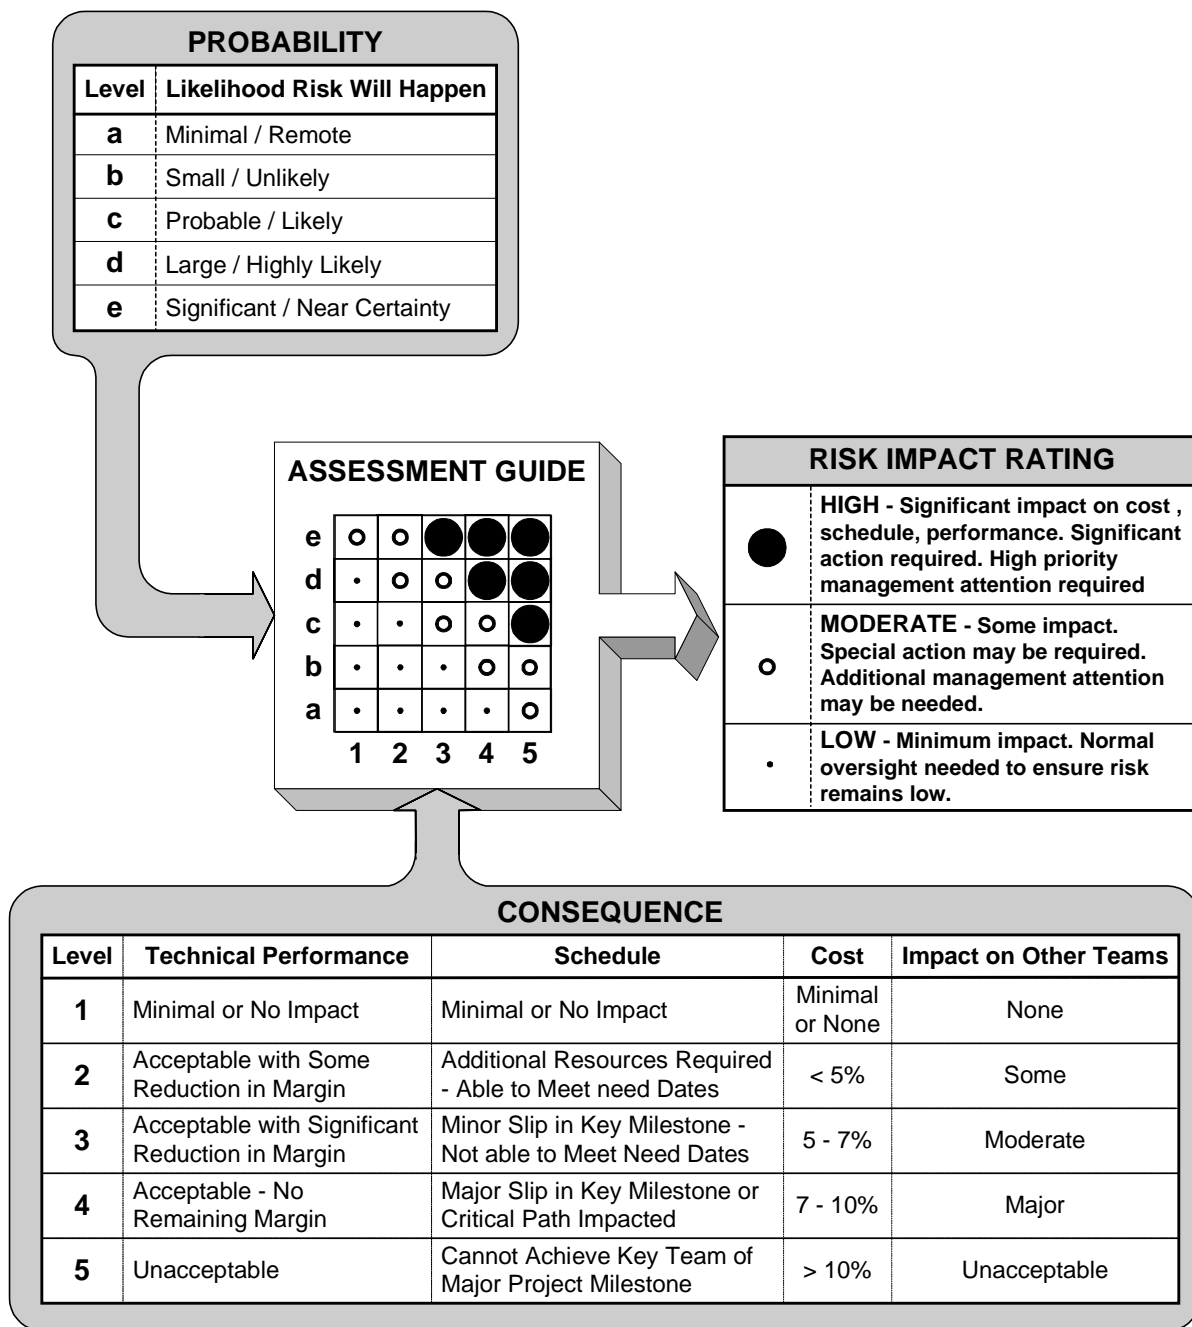 PROBABILITY
Level Likelihood Risk Will Happen
a Minimal / Remote
b Small / Unlikely
c Probable / Likely
d Large / Highly Likely
e Significant / Near Certainty
ASSESSMENT GUIDE
e
d
c
b
a
1 2 3 4 5
RISK IMPACT RATING
HIGH - Significant impact on cost ,
schedule, performance. Significant
action required. High priority
management attention required
MODERATE - Some impact.
Special action may be required.
Additional management attention
may be needed.
LOW - Minimum impact. Normal
oversight needed to ensure risk
remains low.
CONSEQUENCE
Level Technical Performance Schedule Cost Impact on Other Teams
1 Minimal or No Impact Minimal or No Impact Minimal
or None None
2 Acceptable with Some
Reduction in Margin Additional Resources Required
- Able to Meet need Dates < 5% Some
3 Acceptable with Significant
Reduction in Margin Minor Slip in Key Milestone -
Not able to Meet Need Dates 5 - 7% Moderate
4 Acceptable - No
Remaining Margin Major Slip in Key Milestone or
Critical Path Impacted 7 - 10% Major
5 Unacceptable Cannot Achieve Key Team of
Major Project Milestone > 10% Unacceptable